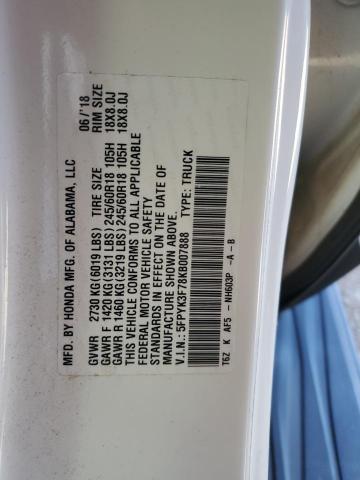 MFD. BY HONDA MFG. OF ALABAMA, LLC 06/'18
GVWR 2730 KG(6019 LBS) TIRE SIZE RIM SIZE
GAWR F 1420 KG(3131 LBS) 245/60R18 105H 18X8.0J
GAWR R 1460 KG(3219 LBS) 245/60R18 105H 18X8.0J
THIS VEHICLE CONFORMS TO ALL APPLICABLE
FEDERAL MOTOR VEHICLE SAFETY
STANDARDS IN EFFECT ON THE DATE OF
MANUFACTURE SHOWN ABOVE.
V.I.N.: 5FPYK3F78KB007888 TYPE: TRUCK
T6Z K AF5 - NH603P -A -B